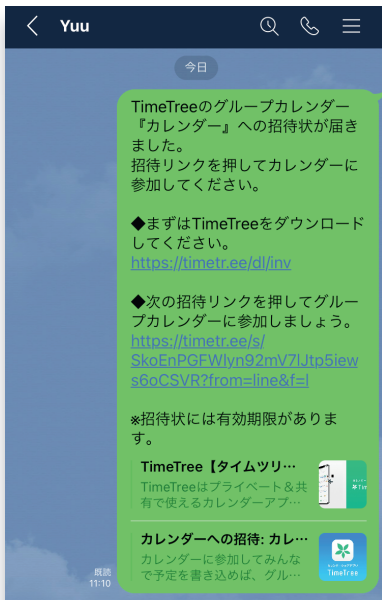 Yuu
今日
TimeTreeのグループカレンダー
『カレンダー』への招待状が届き
ました。
招待リンクを押してカレンダーに
参加してください。
◆まずはTimeTreeをダウンロード
してください。
https://timetr.ee/dl/inv
◆次の招待リンクを押してグルー
プカレンダーに参加しましょう。
https://timetr.ee/s/
SkoEnPGFWlyn92mV7lJtp5iew
s6oCSVR?from=line&f=l
※招待状には有効期限がありま
す。
TimeTree【タイムツリ…
TimeTreeはプライベート＆共
有で使えるカレンダーアプ…
カレンダーへの招待: カレ…
カレンダーに参加してみんな
で予定を書き込めば、グル…
TimeTree
既読
11:10